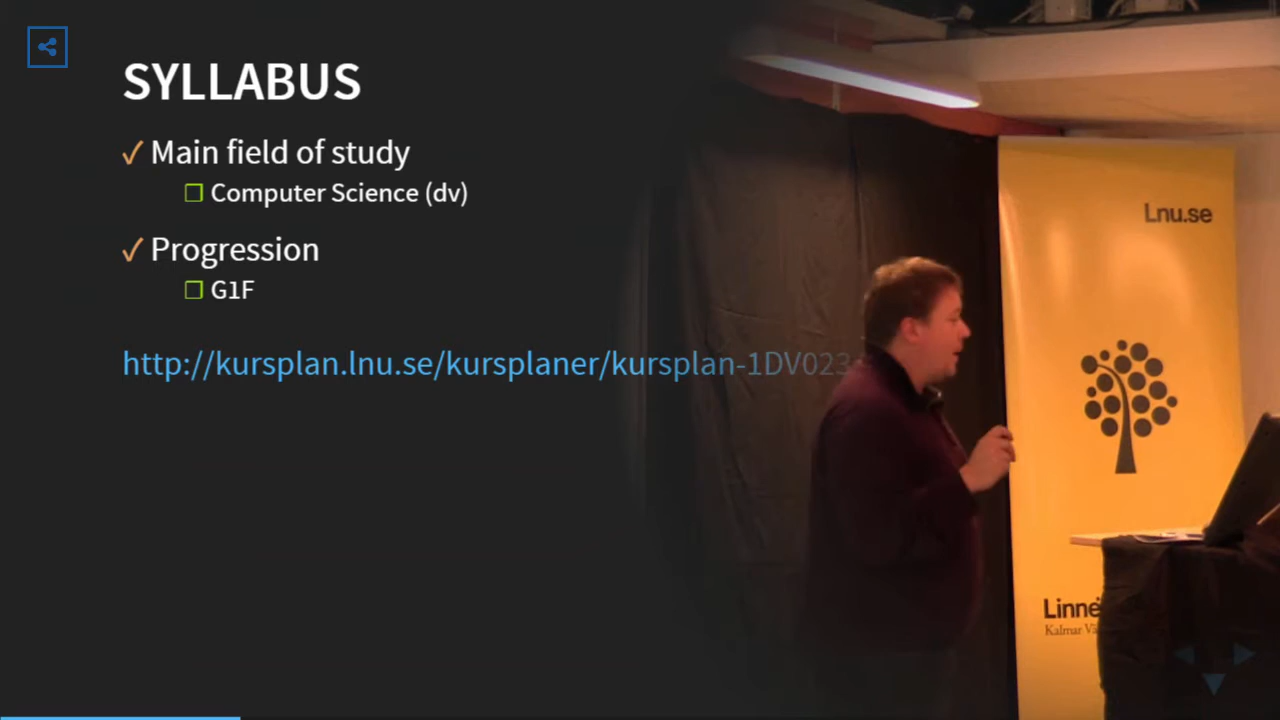 SYLLABUS
✓ Main field of study
❒ Computer Science (dv)
✓ Progression
❒ G1F
http://kursplan.lnu.se/kursplaner/kursplan-1DV023
Lnu.se
Linné
Kalmar Vä